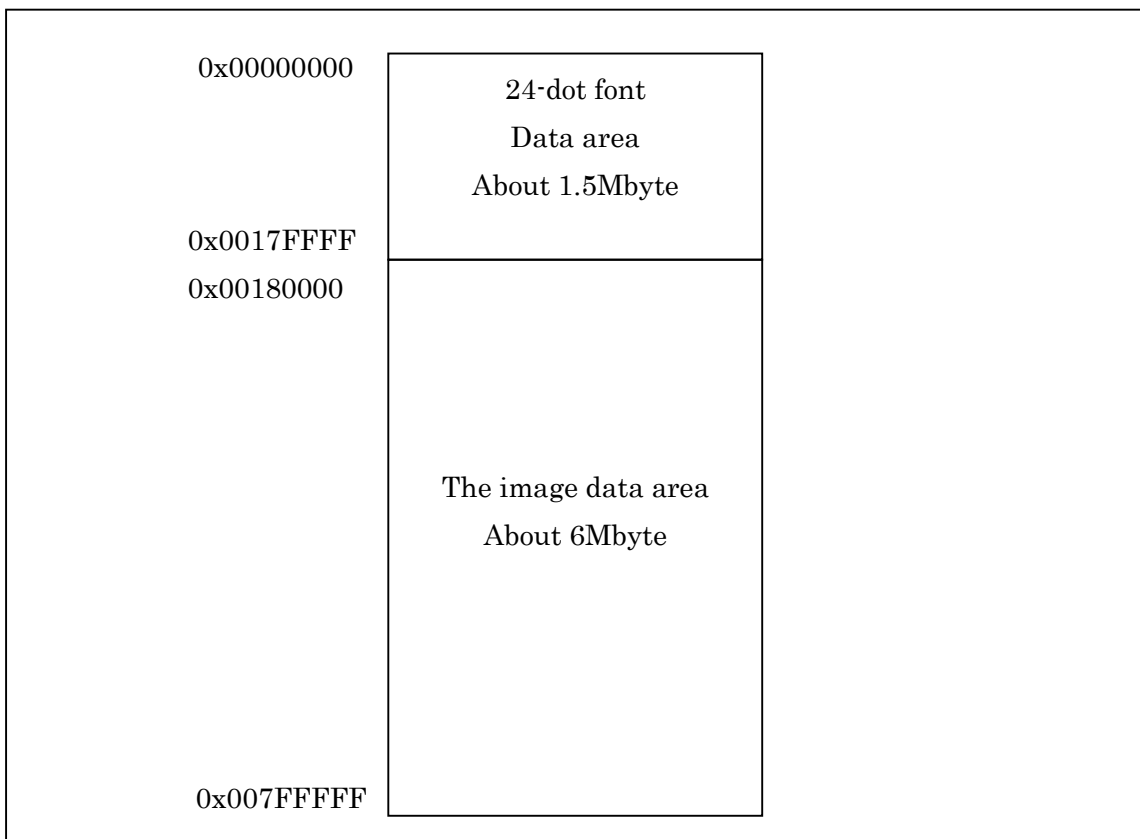 0x00000000
24-dot font
Data area
About 1.5Mbyte
0x0017FFFF
0x00180000
The image data area
About 6Mbyte
0x007FFFFF